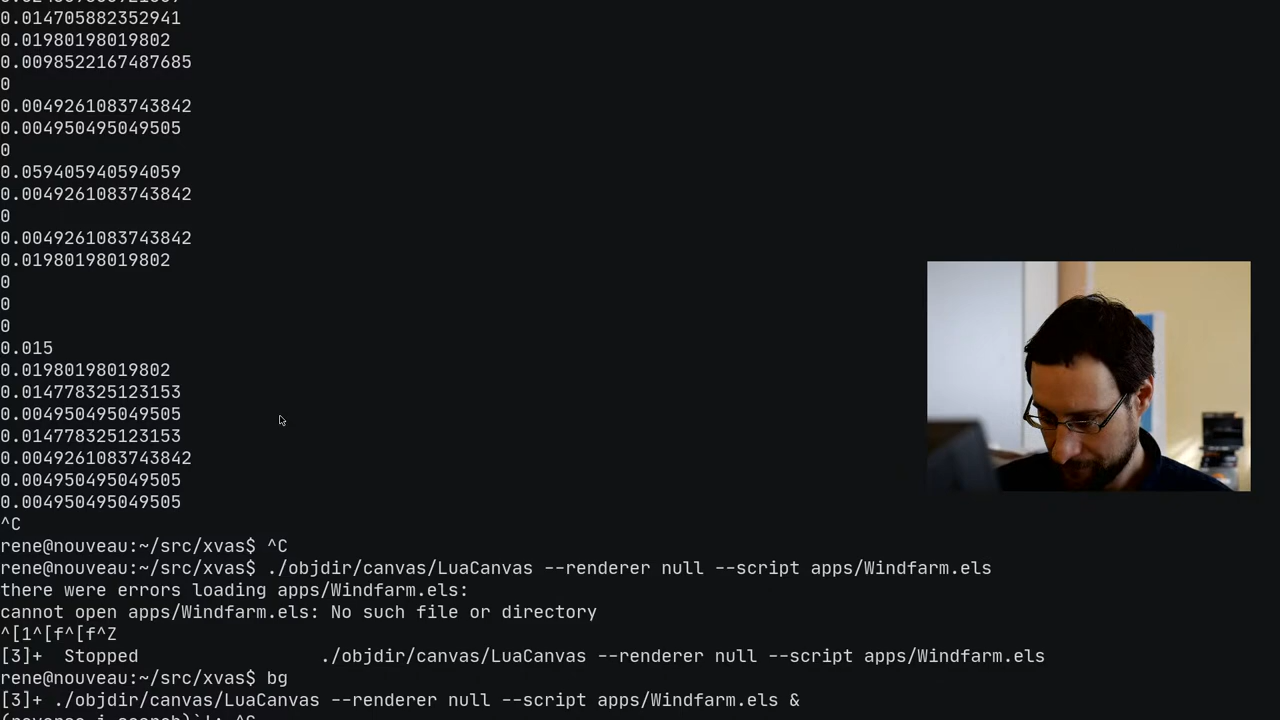 0.014705882352941
0.01980198019802
0.0098522167487685
0
0.0049261083743842
0.004950495049505
0
0.059405940594059
0.0049261083743842
0
0.0049261083743842
0.01980198019802
0
0
0
0.015
0.01980198019802
0.014778325123153
0.004950495049505
0.014778325123153
0.0049261083743842
0.004950495049505
0.004950495049505
^C
rene@nouveau:~/src/xvas$ ^C
rene@nouveau:~/src/xvas$ ./objdir/canvas/LuaCanvas --renderer null --script apps/Windfarm.els
there were errors loading apps/Windfarm.els:
cannot open apps/Windfarm.els: No such file or directory
^[1^[f^[f^Z
[3]+  Stopped                 ./objdir/canvas/LuaCanvas --renderer null --script apps/Windfarm.els
rene@nouveau:~/src/xvas$ bg
[3]+ ./objdir/canvas/LuaCanvas --renderer null --script apps/Windfarm.els &
(reverse-i-search)`': ^C